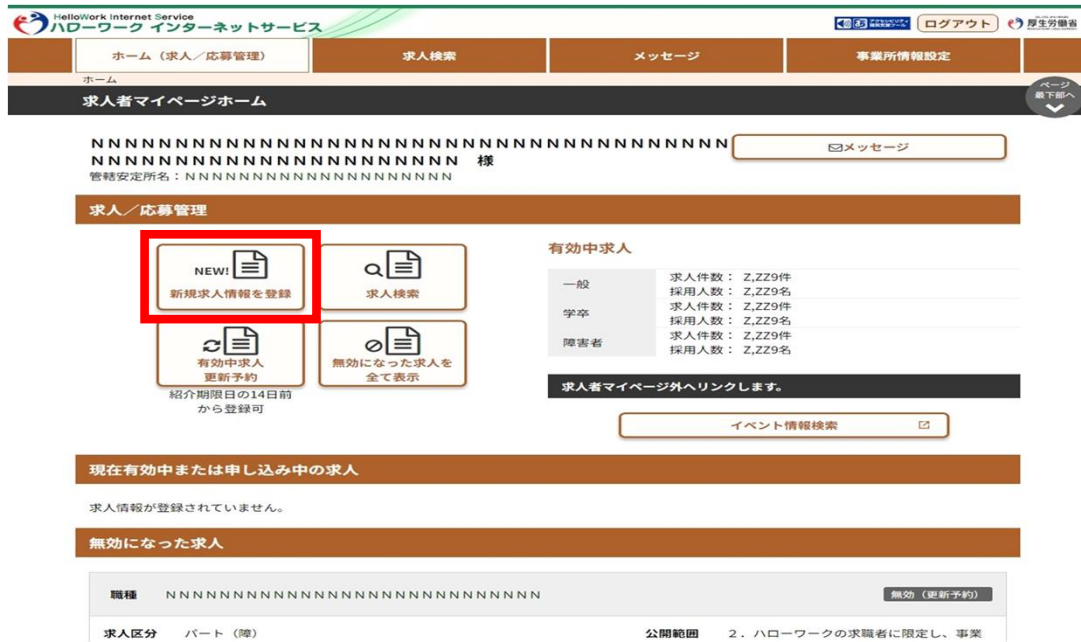 HelloWork Internet Service
ハローワーク インターネットサービス
ログアウト
厚生労働省
ホーム（求人／応募管理）
求人検索
メッセージ
事業所情報設定
ホーム
求人者マイページホーム
ページ
最下部へ
NNNNNNNNNNNNNNNNNNNNNNNNNNNNNNNNNNNNNN
NNNNNNNNNNNNNNNNNNNNNN 様
管轄安定所名：NNNNNNNNNNNNNNNNNNNN
メッセージ
求人／応募管理
NEW!
新規求人情報を登録
求人検索
有効中求人
更新予約
無効になった求人を
全て表示
紹介期限日の14日前
から登録可
有効中求人
一般
求人件数： Z,ZZ9件
採用人数： Z,ZZ9名
学卒
求人件数： Z,ZZ9件
採用人数： Z,ZZ9名
障害者
求人件数： Z,ZZ9件
採用人数： Z,ZZ9名
求人者マイページ外へリンクします。
イベント情報検索
現在有効中または申し込み中の求人
求人情報が登録されていません。
無効になった求人
職種 NNNNNNNNNNNNNNNNNNNNNNNNNNNN
無効（更新予約）
求人区分 パート（障）
公開範囲 ２．ハローワークの求職者に限定し、事業